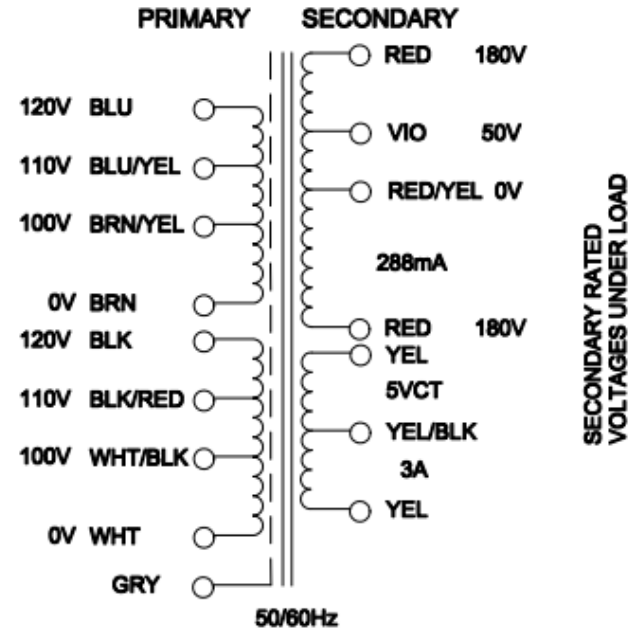 PRIMARY SECONDARY
RED 180V
120V BLU
VIO 50V
110V BLU/YEL
RED/YEL 0V
100V BRN/YEL
288mA
0V BRN
RED 180V
120V BLK
YEL
5VCT
110V BLK/RED
YEL/BLK
100V WHT/BLK
3A
YEL
0V WHT
GRY
50/60Hz
SECONDARY RATED
VOLTAGES UNDER LOAD